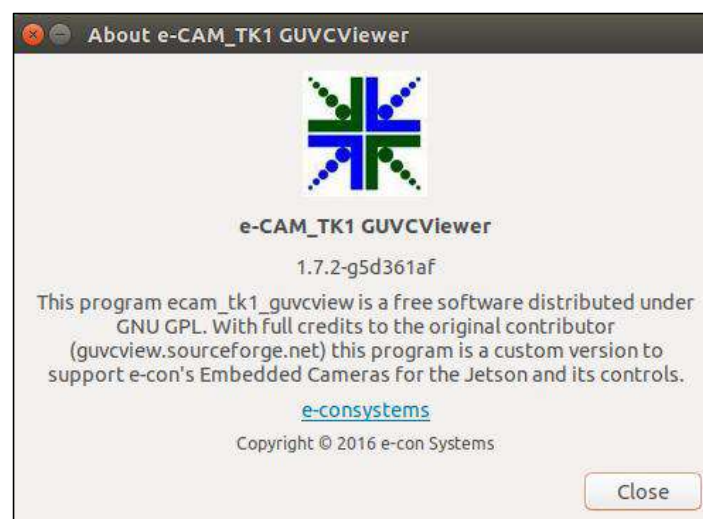 About e-CAM_TK1 GUVCViewer
e-CAM_TK1 GUVCViewer
1.7.2-g5d361af
This program ecam_tk1_guvcview is a free software distributed under
GNU GPL. With full credits to the original contributor
(guvcview.sourceforge.net) this program is a custom version to
support e-con's Embedded Cameras for the Jetson and its controls.
e-consystems
Copyright © 2016 e-con Systems
Close